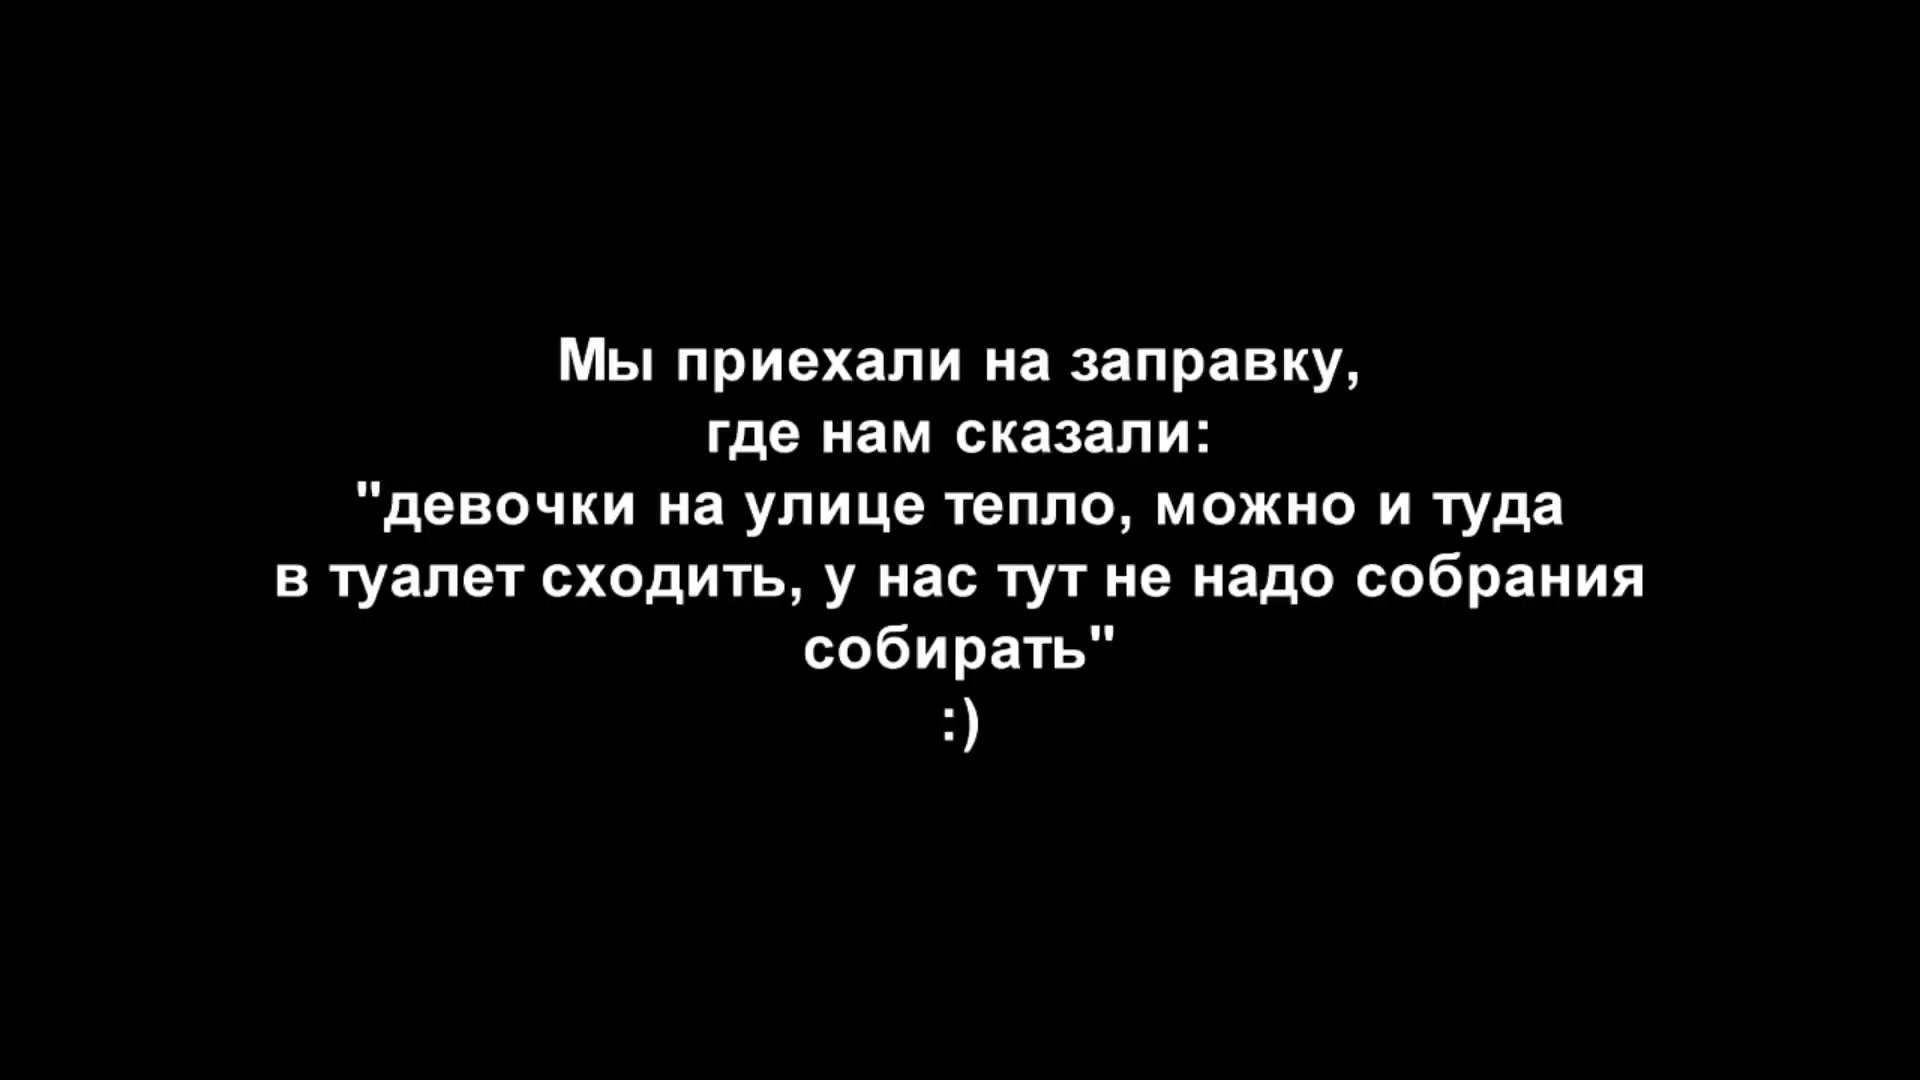 Мы приехали на заправку,
где нам сказали:
"девочки на улице тепло, можно и туда
в туалет сходить, у нас тут не надо собрания
собирать"
:)